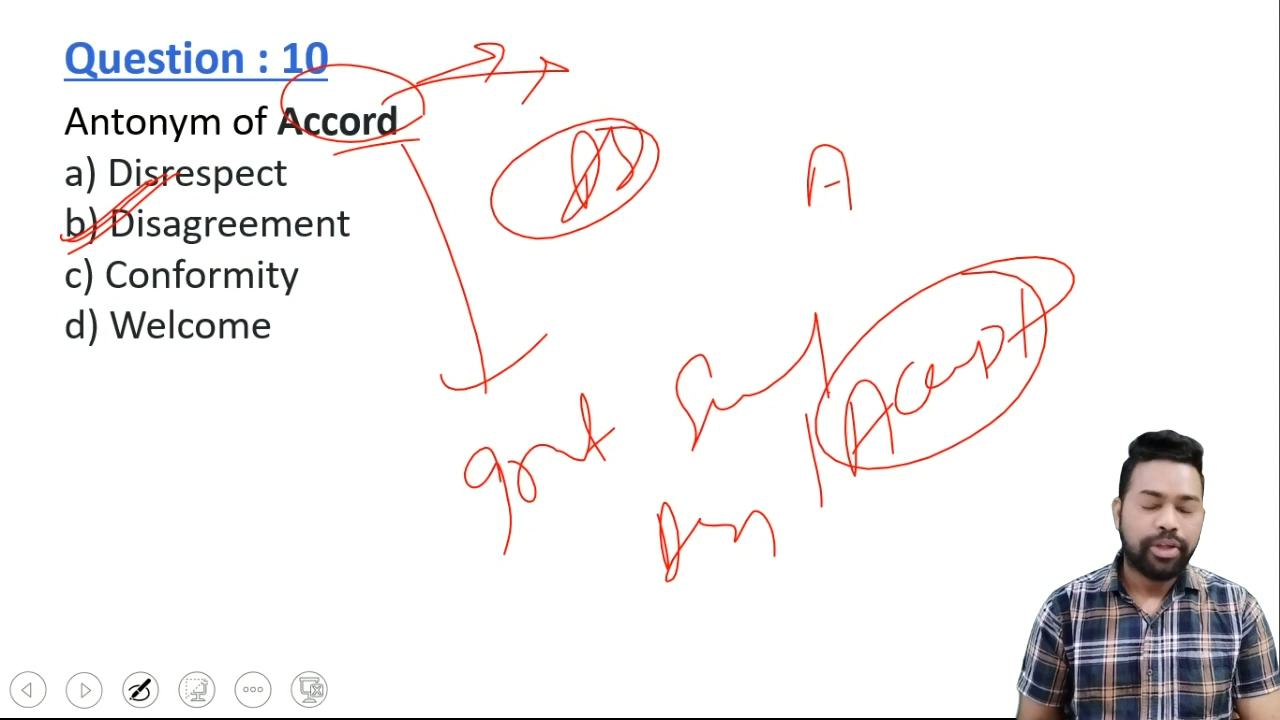 Question : 10
Antonym of Accord
a) Disrespect
b) Disagreement
c) Conformity
d) Welcome
A
Accept